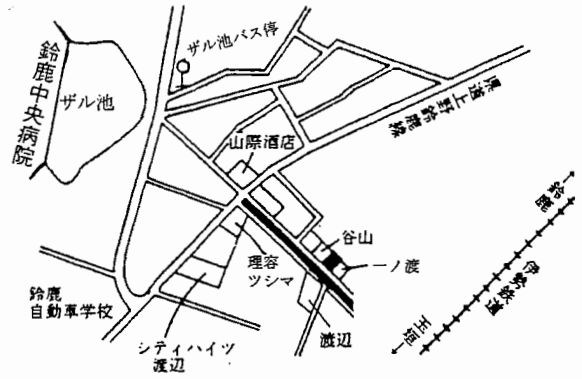 ザル池バス停
鈴鹿中央病院
ザル池
県道上野鈴鹿線
山際酒店
谷山
一ノ渡
理容
ツシマ
渡辺
鈴鹿
自動車学校
シティハイツ
渡辺
鈴鹿
伊勢鉄道
玉垣